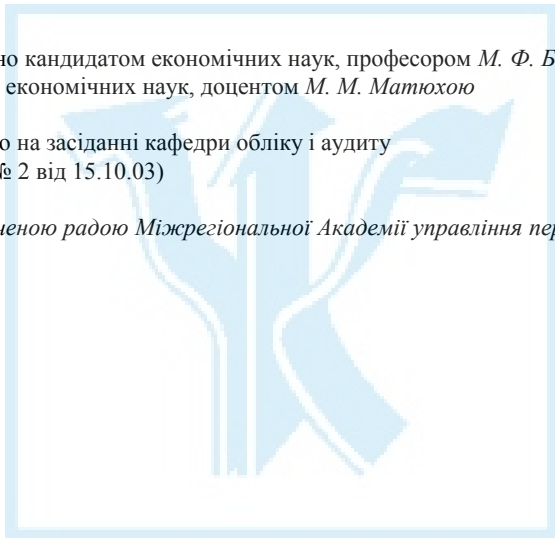 но кандидатом економічних наук, професором М. Ф. Б
економічних наук, доцентом М. М. Матюхою
о на засіданні кафедри обліку і аудиту
№ 2 від 15.10.03)
ченою радою Міжрегіональної Академії управління пер